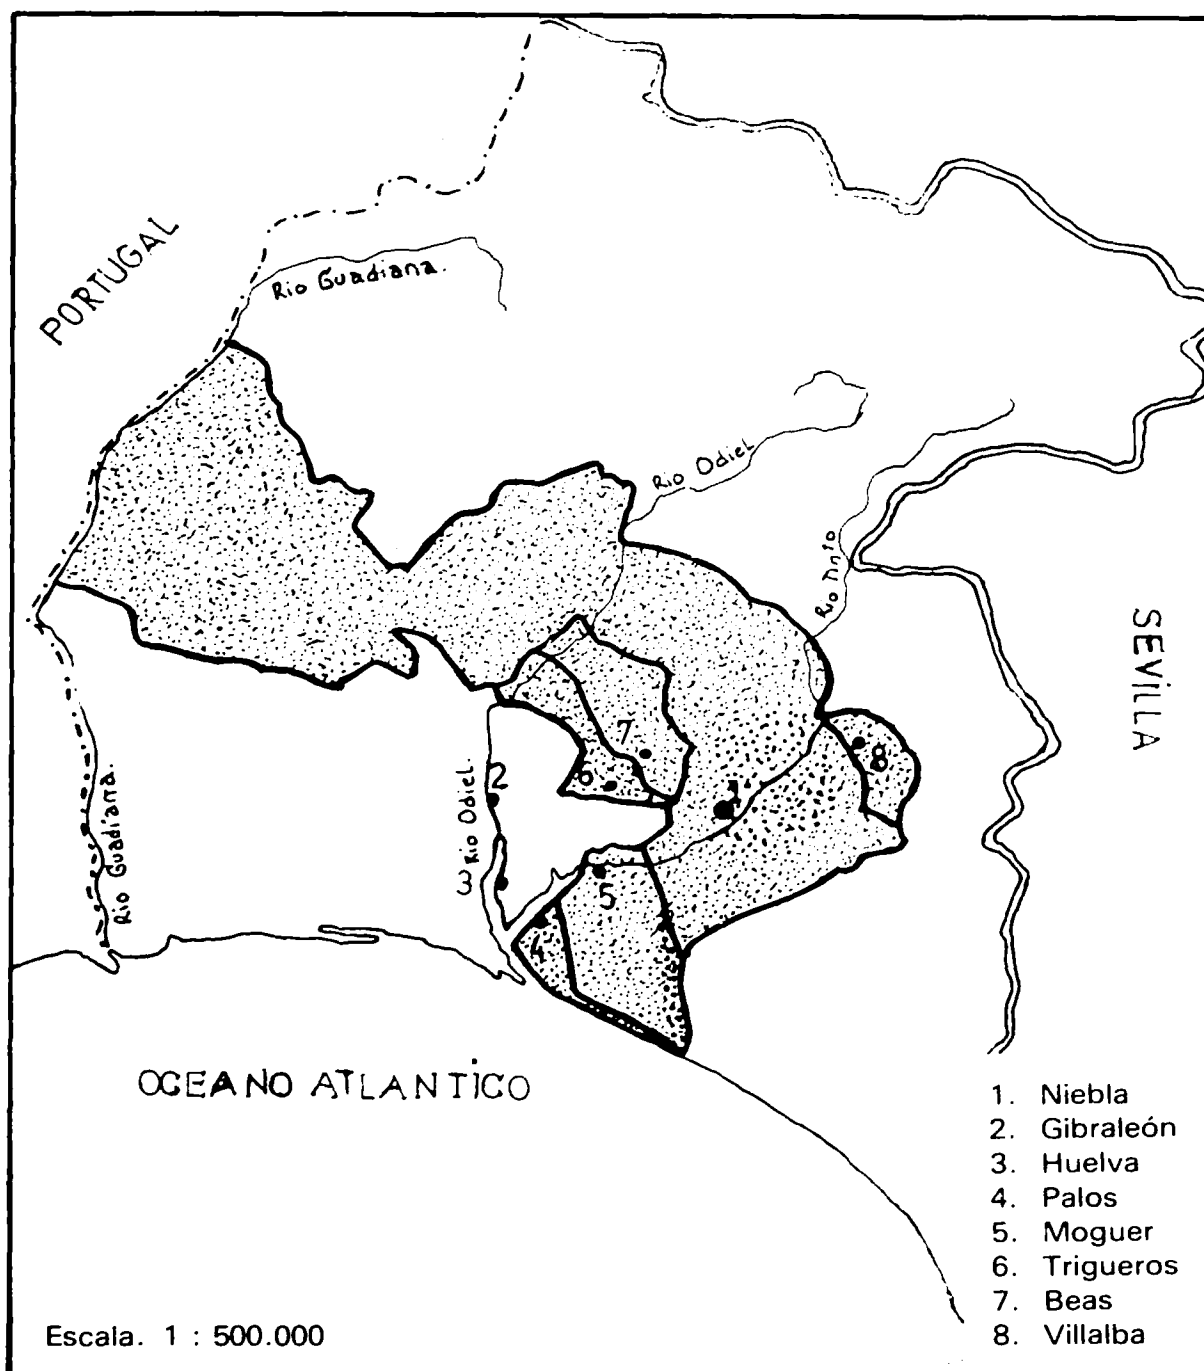 PORTUGAL
Rio Guadiana.
Rio Odiel
Rio Tinto
SEVILLA
7
8
6
2
1
Rio Odiel.
Rio Guadiana.
3
5
4
OCEANO ATLANTICO
1. Niebla
2. Gibraleón
3. Huelva
4. Palos
5. Moguer
6. Trigueros
7. Beas
8. Villalba
Escala. 1 : 500.000